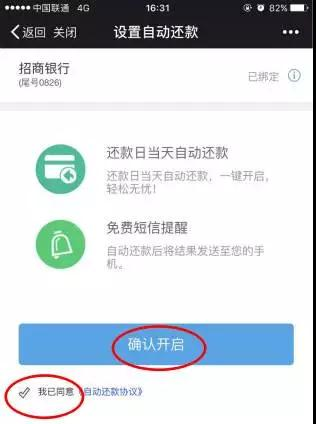 中国联通 4G 16:31 82%
返回 关闭 设置自动还款
招商银行
(尾号0826)
已绑定
还款日当天自动还款
还款日当天自动还款，一键开启，
轻松无忧！
免费短信提醒
自动还款后将结果发送至您的手
机。
确认开启
我已同意《自动还款协议》